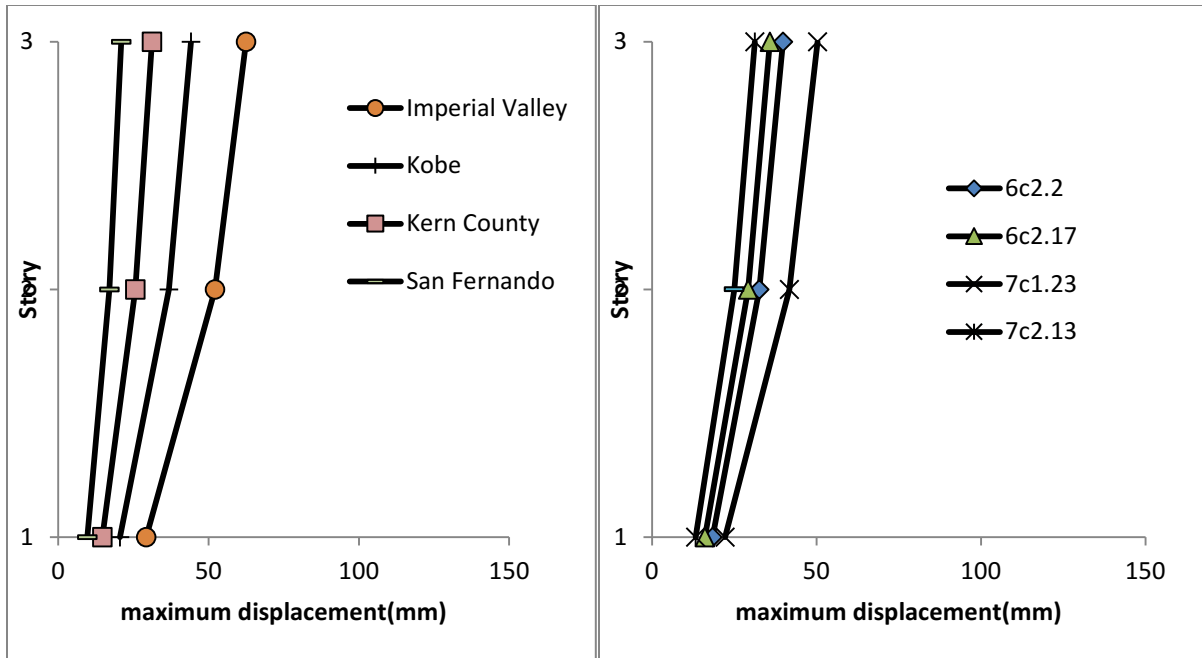 3
Imperial Valley
Kobe
Kern County
San Fernando
Story
1
0
50
100
150
maximum displacement(mm)
3
6c2.2
6c2.17
7c1.23
7c2.13
Story
1
0
50
100
150
maximum displacement(mm)